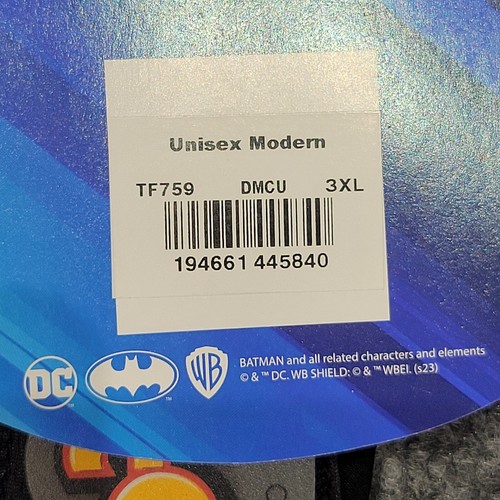 Unisex Modern
TF759 DMCU 3XL
194661 445840
DC
WB
BATMAN and all related characters and elements
© & ™ DC. WB SHIELD: © & ™ WBEI. (s23)